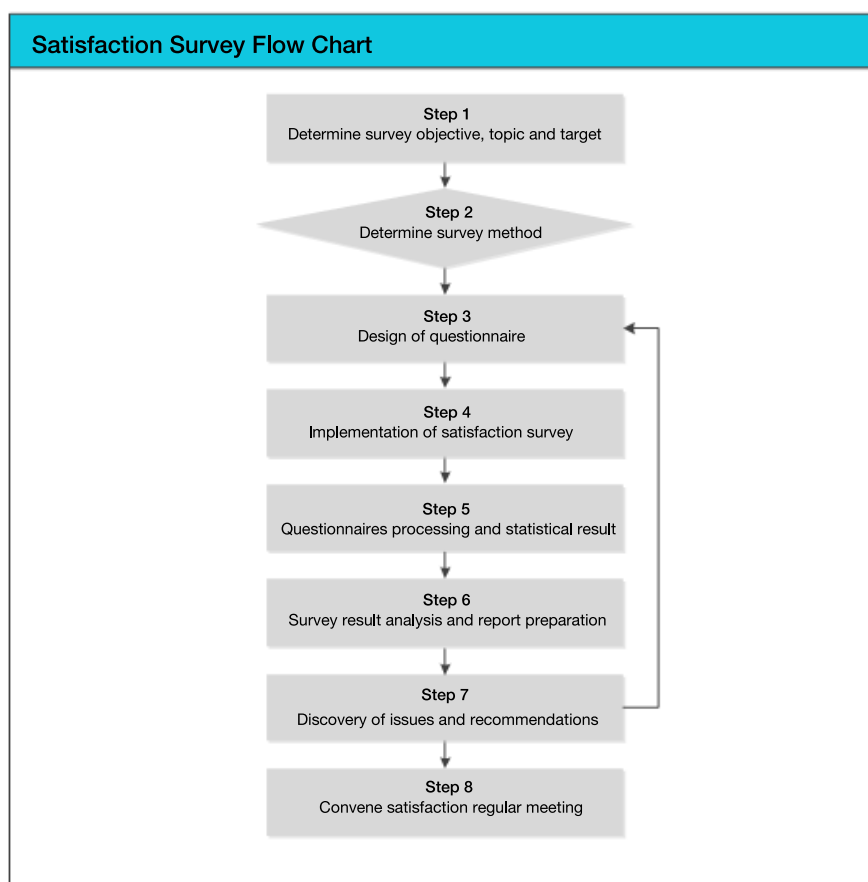 Satisfaction Survey Flow Chart
Step 1
Determine survey objective, topic and target
Step 2
Determine survey method
Step 3
Design of questionnaire
Step 4
Implementation of satisfaction survey
Step 5
Questionnaires processing and statistical result
Step 6
Survey result analysis and report preparation
Step 7
Discovery of issues and recommendations
Step 8
Convene satisfaction regular meeting